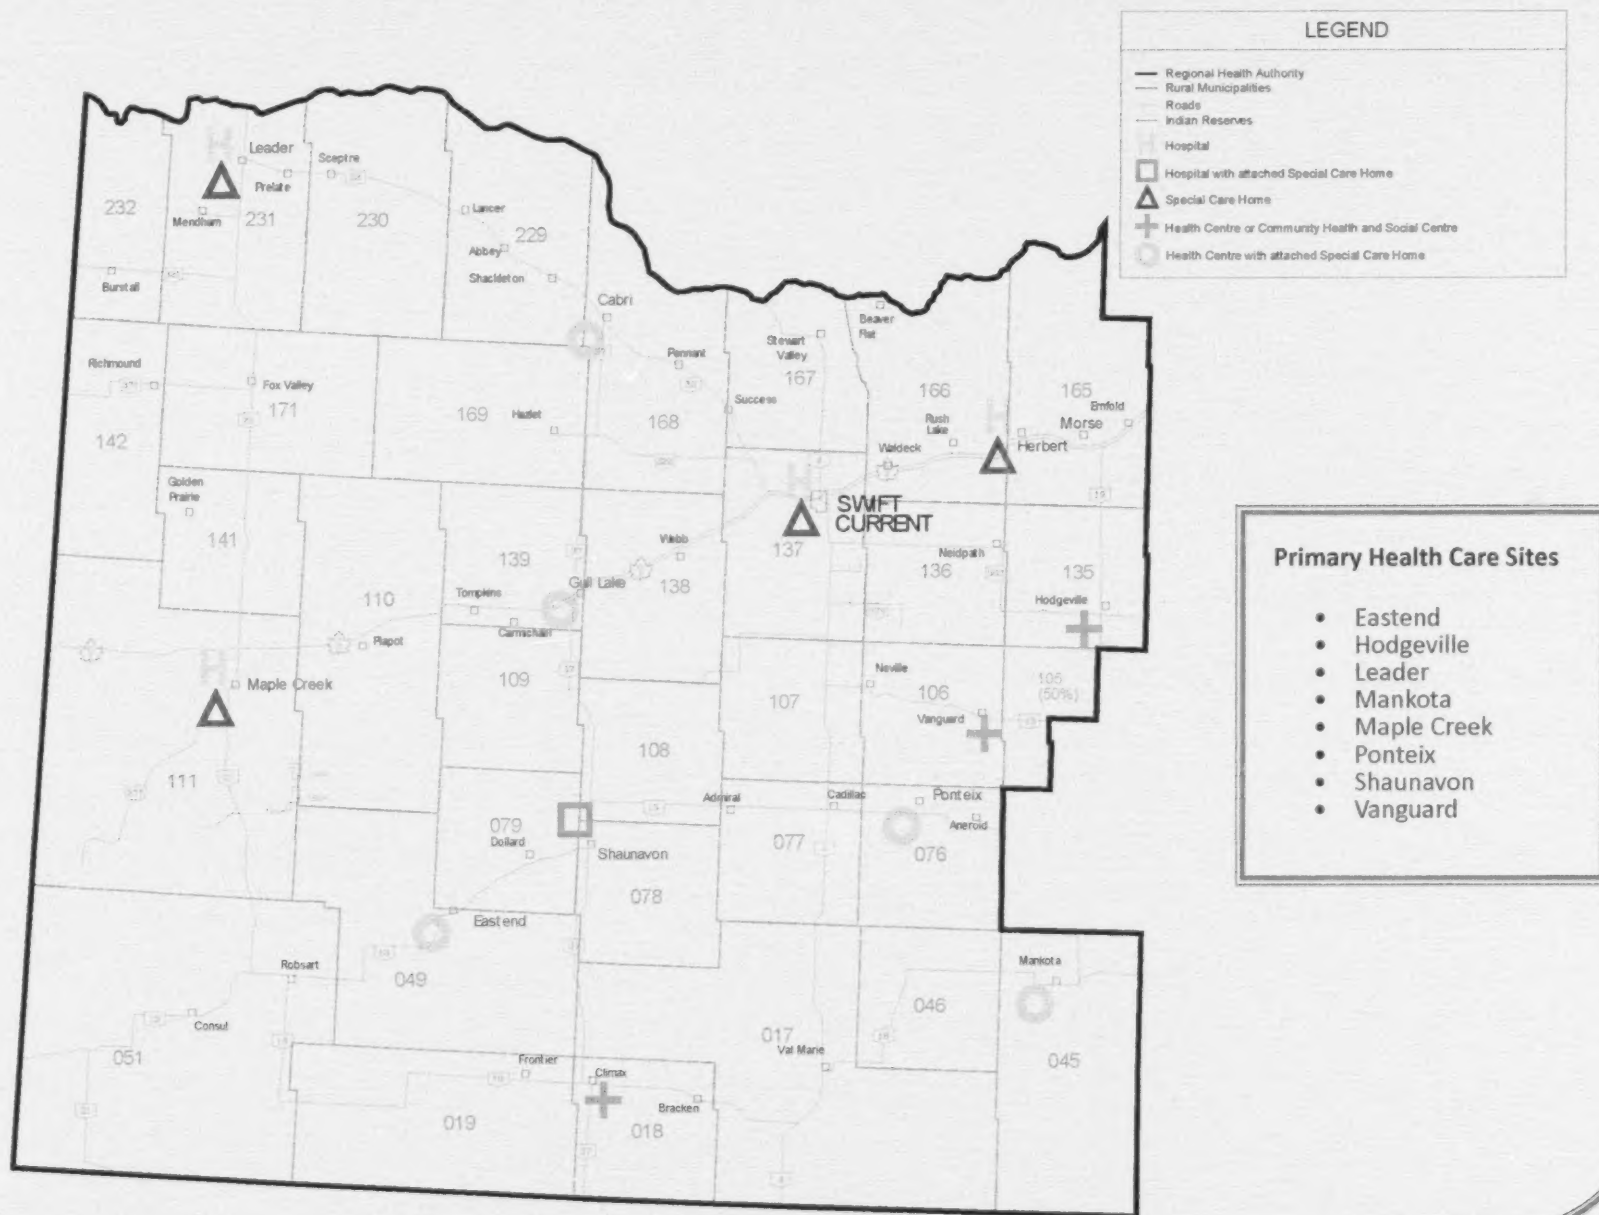 LEGEND
Regional Health Authority
Rural Municipalities
Roads
Indian Reserves
H Hospital
Hospital with attached Special Care Home
Special Care Home
Health Centre or Community Health and Social Centre
Health Centre with attached Special Care Home
H
Leader
Sceptre
Prelate
232
Mendham
231
230
Lancer
229
Abbey
Shackleton
Burstall
Cabri
Beaver
Flat
Stewart
Valley
Pennant
Richmound
Fox Valley
171
169
Hazlet
168
Success
167
166
165
Emfold
H
Morse
Rush
Lake
Herbert
142
Waldeck
Golden
Prairie
H
SWIFT
CURRENT
141
139
Webb
137
Neidpath
136
135
110
Gull Lake
138
Tompkins
Carmichael
Hodgeville
Piapot
H
Maple Creek
109
107
Neville
106
105
(50%)
Vanguard
111
108
Admiral
Cadillac
Ponteix
Aneroid
079
Dollard
Shaunavon
077
076
078
Eastend
Robsart
049
Mankota
046
Consul
051
017
Val Marie
045
Frontier
Climax
Bracken
019
018
Primary Health Care Sites
• Eastend
• Hodgeville
• Leader
• Mankota
• Maple Creek
• Ponteix
• Shaunavon
• Vanguard